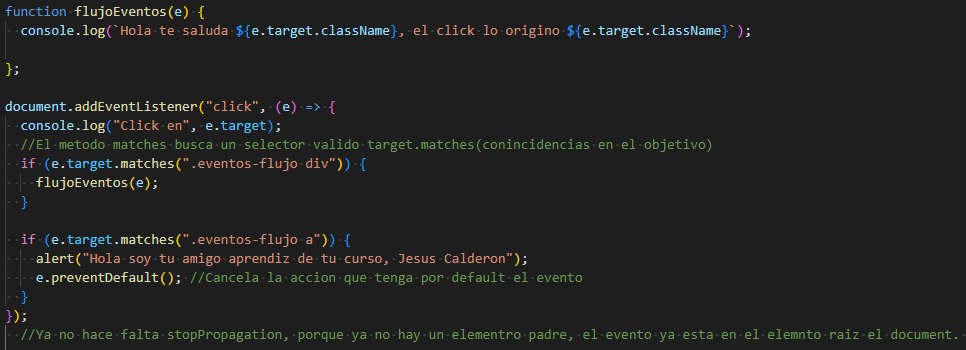 function flujoEventos(e) {
  console.log(`Hola te saluda ${e.target.className}, el click lo origino ${e.target.className}`);
};
document.addEventListener("click", (e) => {
  console.log("Click en", e.target);
  //El metodo matches busca un selector valido target.matches(conincidencias en el objetivo)
  if (e.target.matches(".eventos-flujo div")) {
    flujoEventos(e);
  }
  if (e.target.matches(".eventos-flujo a")) {
    alert("Hola soy tu amigo aprendiz de tu curso, Jesus Calderon");
    e.preventDefault(); //Cancela la accion que tenga por default el evento
  }
});
  //Ya no hace falta stopPropagation, porque ya no hay un elementro padre, el evento ya esta en el elemnto raiz el document.